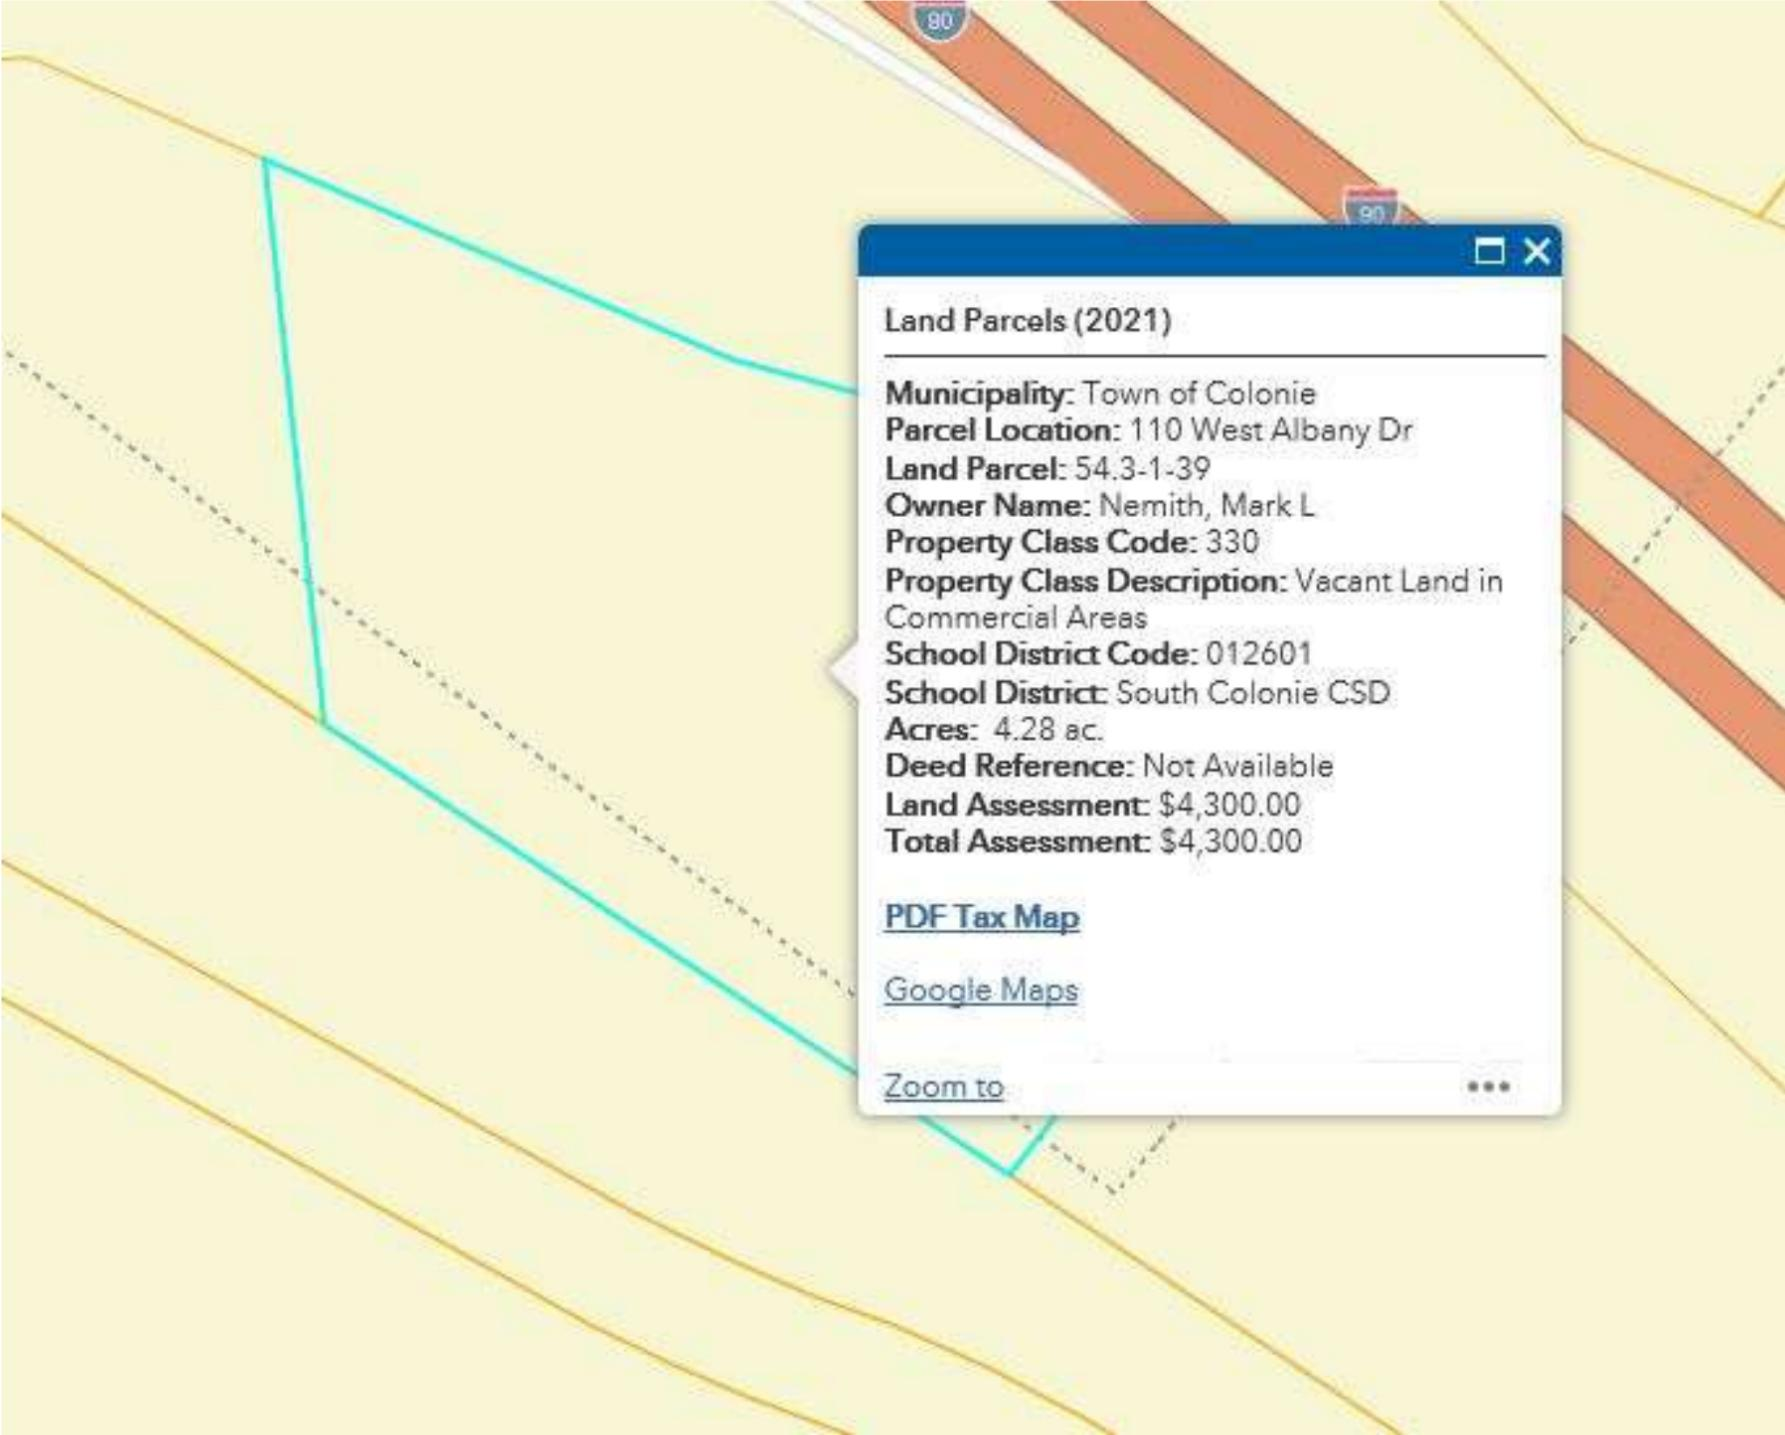 90
90
Land Parcels (2021)
Municipality: Town of Colonie
Parcel Location: 110 West Albany Dr
Land Parcel: 54.3-1-39
Owner Name: Nemith, Mark L
Property Class Code: 330
Property Class Description: Vacant Land in
Commercial Areas
School District Code: 012601
School District: South Colonie CSD
Acres: 4.28 ac.
Deed Reference: Not Available
Land Assessment: $4,300.00
Total Assessment: $4,300.00
PDF Tax Map
Google Maps
Zoom to